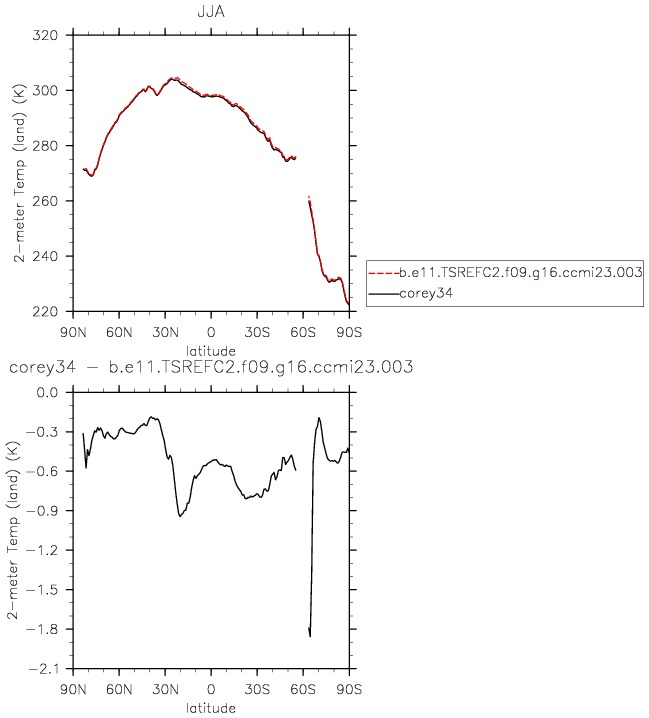 JJA
320
300
280
260
240
220
2-meter Temp (land) (K)
90N 60N 30N 0 30S 60S 90S
latitude
b.e11.TSREFC2.f09.g16.ccmi23.003
corey34
corey34 - b.e11.TSREFC2.f09.g16.ccmi23.003
0.0
-0.3
-0.6
-0.9
-1.2
-1.5
-1.8
-2.1
2-meter Temp (land) (K)
90N 60N 30N 0 30S 60S 90S
latitude